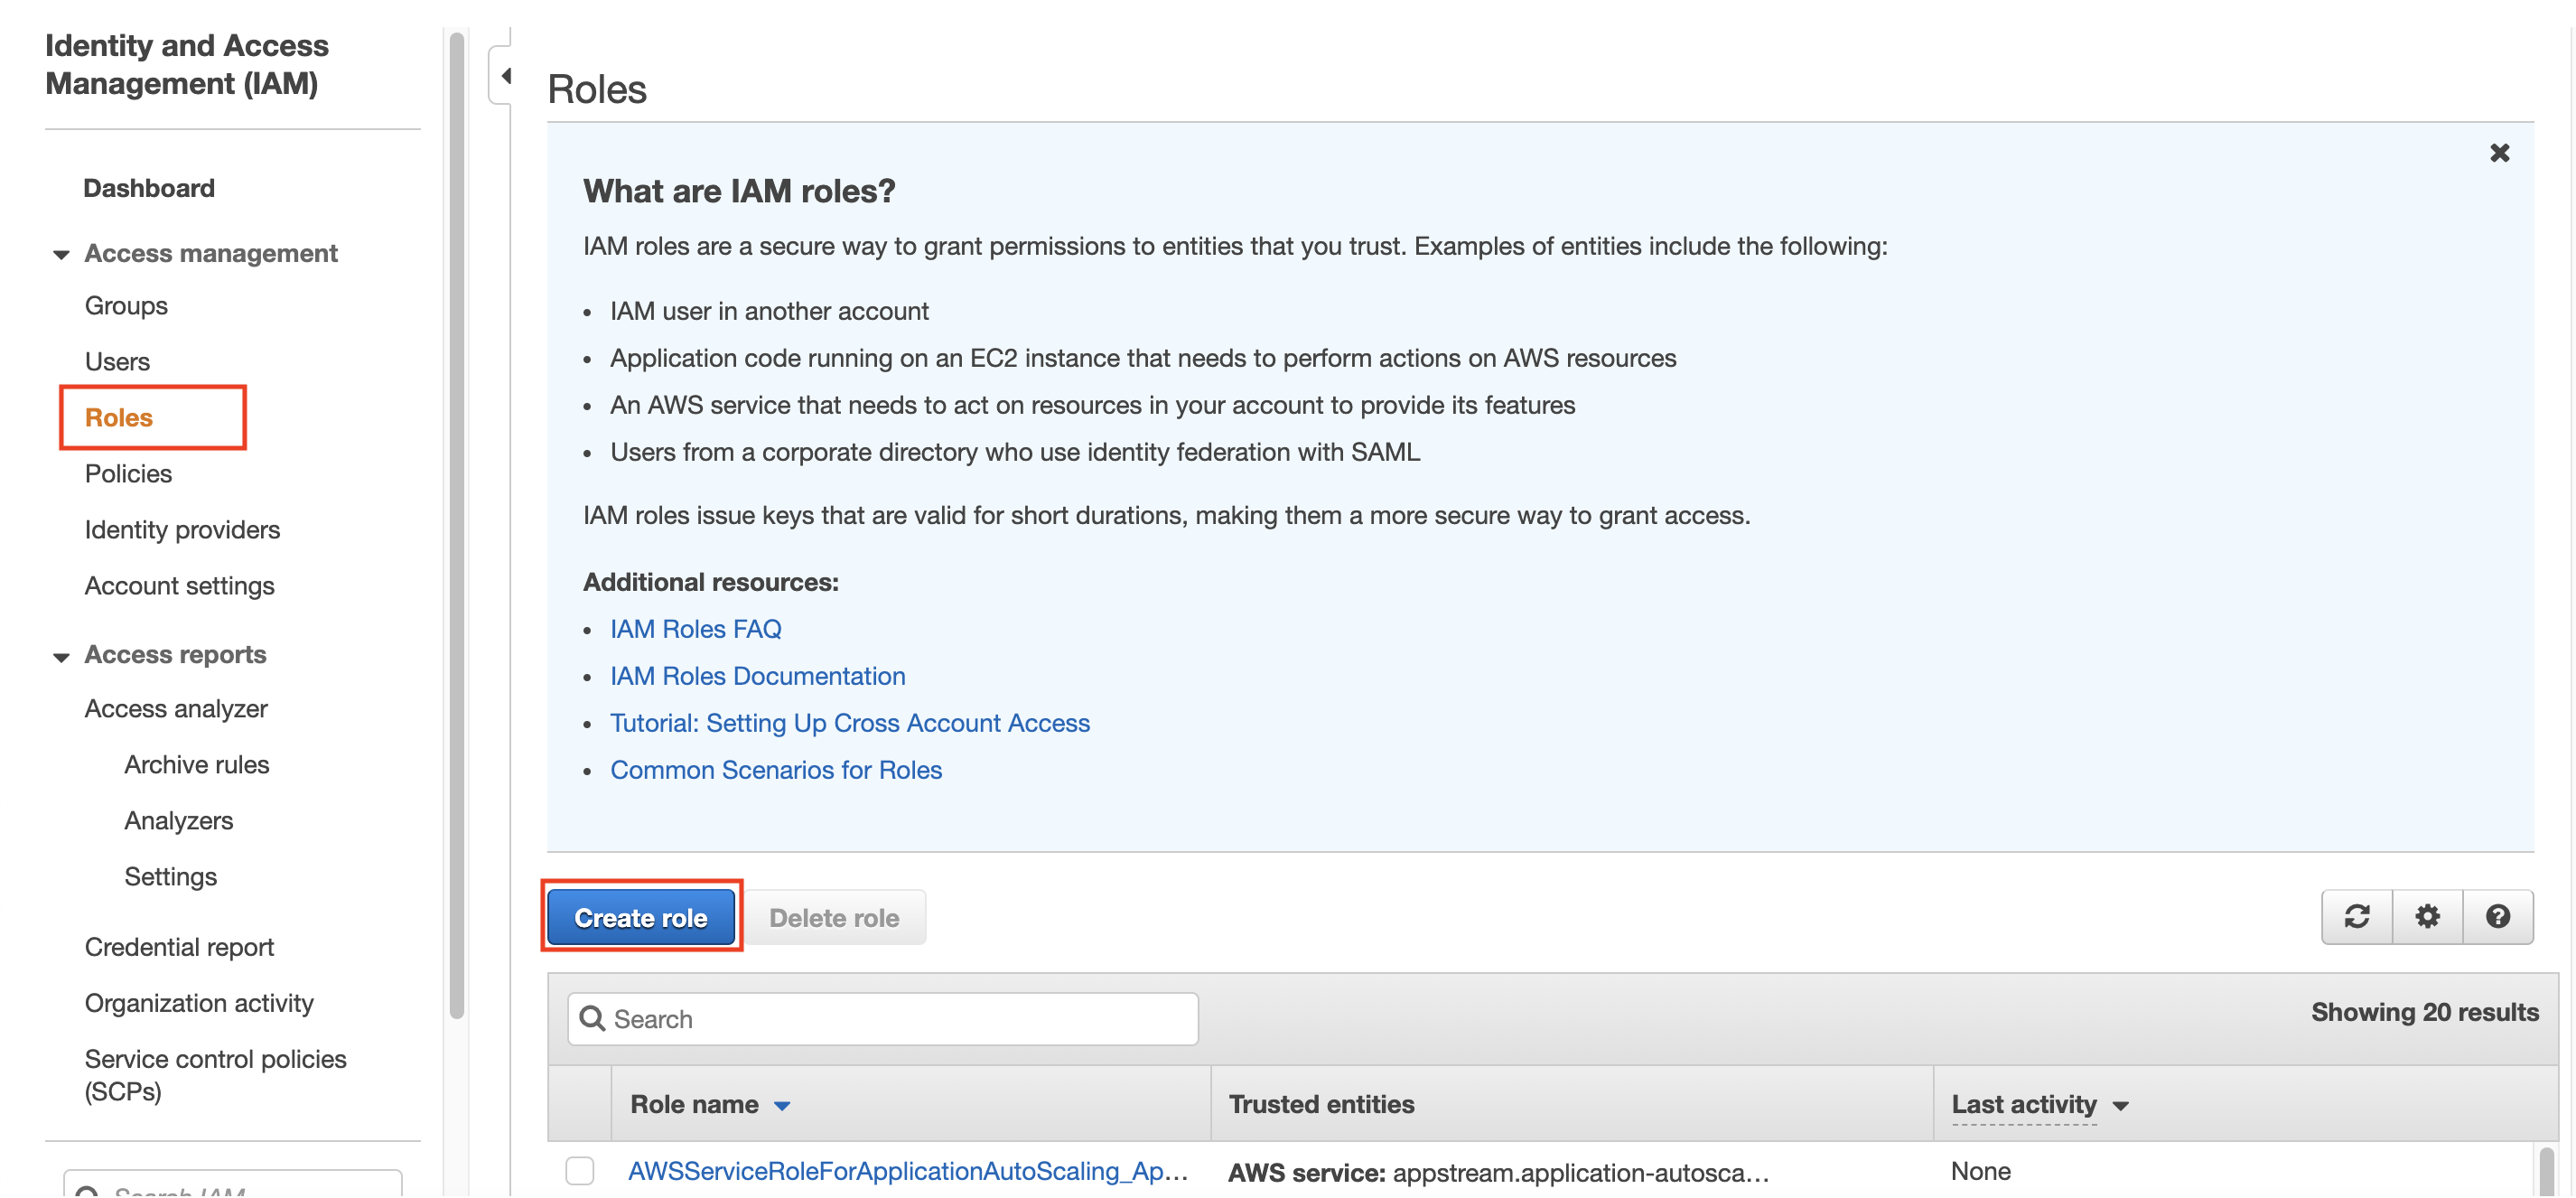 Identity and Access
Management (IAM)
Dashboard
Access management
Groups
Users
Roles
Policies
Identity providers
Account settings
Access reports
Access analyzer
Archive rules
Analyzers
Settings
Credential report
Organization activity
Service control policies
(SCPs)
Search IAM
Roles
What are IAM roles?
IAM roles are a secure way to grant permissions to entities that you trust. Examples of entities include the following:
• IAM user in another account
• Application code running on an EC2 instance that needs to perform actions on AWS resources
• An AWS service that needs to act on resources in your account to provide its features
• Users from a corporate directory who use identity federation with SAML
IAM roles issue keys that are valid for short durations, making them a more secure way to grant access.
Additional resources:
• IAM Roles FAQ
• IAM Roles Documentation
• Tutorial: Setting Up Cross Account Access
• Common Scenarios for Roles
Create role Delete role
Search
Showing 20 results
Role name Trusted entities Last activity
AWSServiceRoleForApplicationAutoScaling_Ap... AWS service: appstream.application-autosca... None